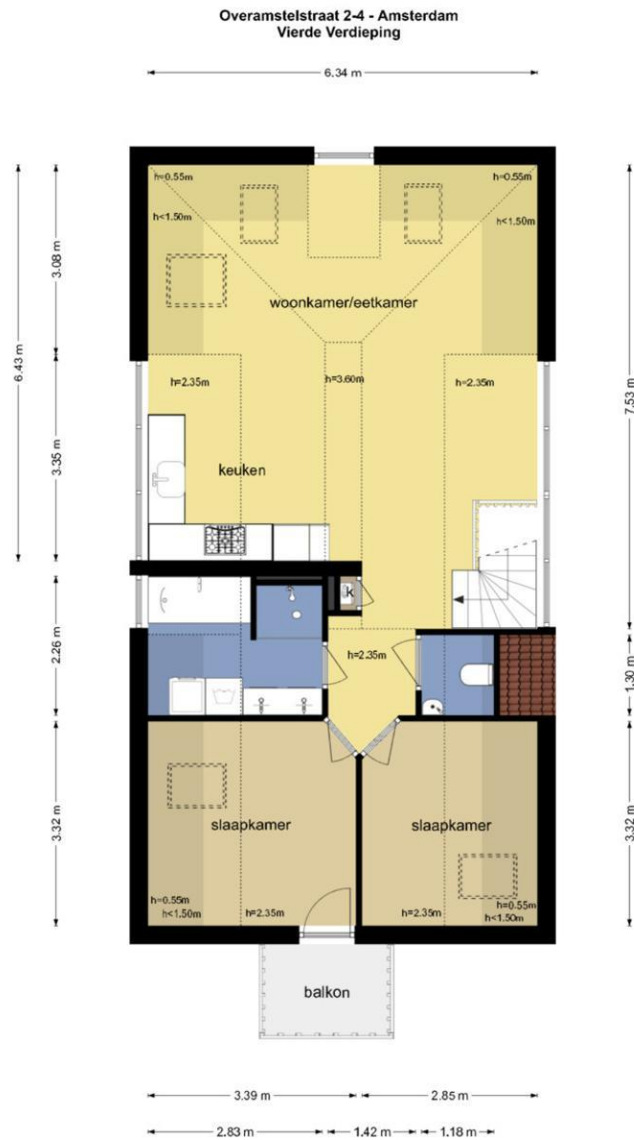 Overamstelstraat 2-4 - Amsterdam
Vierde Verdieping
6.34 m
h=0.55m
h=0.55m
h<1.50m
h<1.50m
3.08 m
woonkamer/eetkamer
6.43 m
h=2.35m
h=3.60m
h=2.35m
7.53 m
3.35 m
keuken
k
2.26 m
h=2.35m
1.30 m
slaapkamer
slaapkamer
3.32 m
3.32 m
h=0.55m
h<1.50m
h=2.35m
h=2.35m
h=0.55m
h<1.50m
balkon
3.39 m
2.85 m
2.83 m
1.42 m
1.18 m